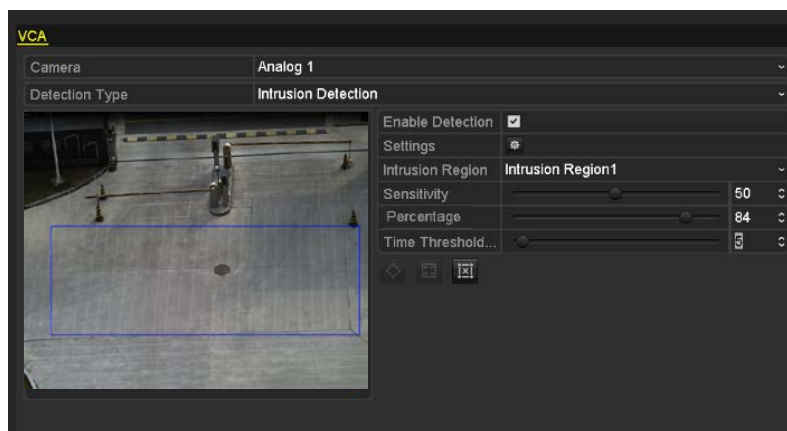 VCA
Camera Analog 1
Detection Type Intrusion Detection
Enable Detection
Settings
Intrusion Region Intrusion Region1
Sensitivity 50
Percentage 84
Time Threshold... 5